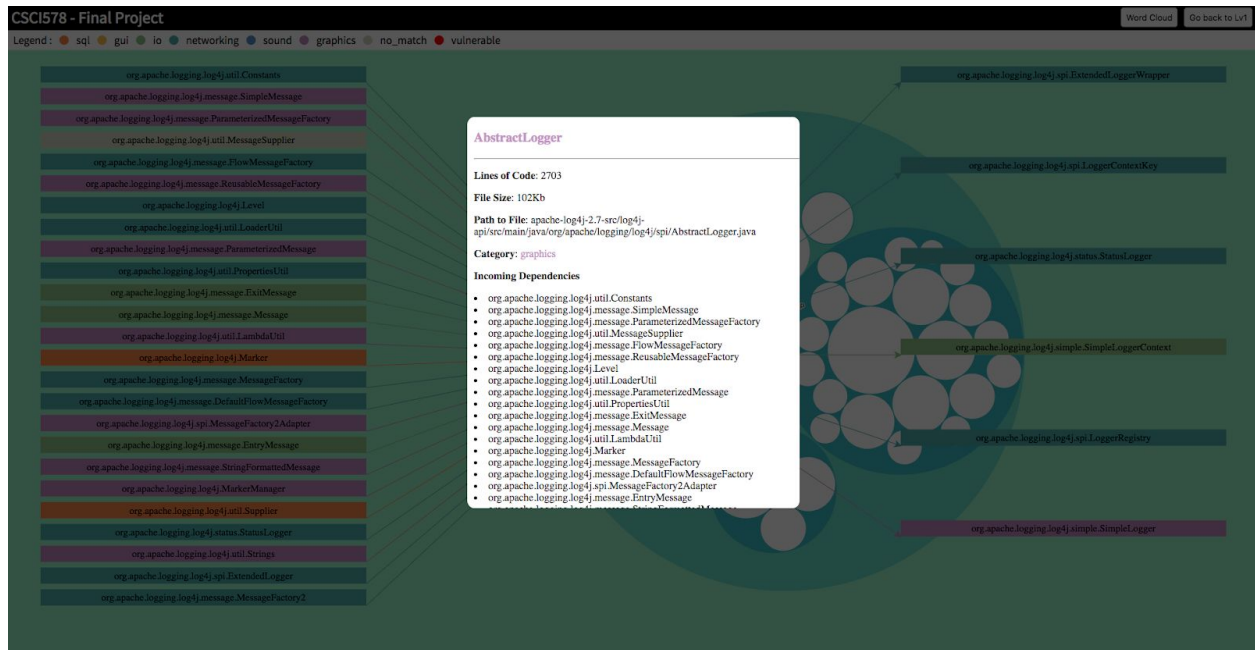 CSCI578 - Final Project
Word Cloud
Go back to Lv1
Legend : sql gui io networking sound graphics no_match vulnerable
org.apache.logging.log4j.util.Constants
org.apache.logging.log4j.message.SimpleMessage
org.apache.logging.log4j.message.ParameterizedMessageFactory
org.apache.logging.log4j.util.MessageSupplier
org.apache.logging.log4j.message.FlowMessageFactory
org.apache.logging.log4j.message.ReusableMessageFactory
org.apache.logging.log4j.Level
org.apache.logging.log4j.util.LoaderUtil
org.apache.logging.log4j.message.ParameterizedMessage
org.apache.logging.log4j.util.PropertiesUtil
org.apache.logging.log4j.message.ExitMessage
org.apache.logging.log4j.message.Message
org.apache.logging.log4j.util.LambdaUtil
org.apache.logging.log4j.Marker
org.apache.logging.log4j.message.MessageFactory
org.apache.logging.log4j.message.DefaultFlowMessageFactory
org.apache.logging.log4j.spi.MessageFactory2Adapter
org.apache.logging.log4j.message.EntryMessage
org.apache.logging.log4j.message.StringFormattedMessage
org.apache.logging.log4j.MarkerManager
org.apache.logging.log4j.util.Supplier
org.apache.logging.log4j.status.StatusLogger
org.apache.logging.log4j.util.Strings
org.apache.logging.log4j.spi.ExtendedLogger
org.apache.logging.log4j.message.MessageFactory2
AbstractLogger
Lines of Code: 2703
File Size: 102Kb
Path to File: apache-log4j-2.7-src/log4j-
api/src/main/java/org/apache/logging/log4j/spi/AbstractLogger.java
Category: graphics
Incoming Dependencies
• org.apache.logging.log4j.util.Constants
• org.apache.logging.log4j.message.SimpleMessage
• org.apache.logging.log4j.message.ParameterizedMessageFactory
• org.apache.logging.log4j.util.MessageSupplier
• org.apache.logging.log4j.message.FlowMessageFactory
• org.apache.logging.log4j.message.ReusableMessageFactory
• org.apache.logging.log4j.Level
• org.apache.logging.log4j.util.LoaderUtil
• org.apache.logging.log4j.message.ParameterizedMessage
• org.apache.logging.log4j.util.PropertiesUtil
• org.apache.logging.log4j.message.ExitMessage
• org.apache.logging.log4j.message.Message
• org.apache.logging.log4j.util.LambdaUtil
• org.apache.logging.log4j.Marker
• org.apache.logging.log4j.message.MessageFactory
• org.apache.logging.log4j.message.DefaultFlowMessageFactory
• org.apache.logging.log4j.spi.MessageFactory2Adapter
• org.apache.logging.log4j.message.EntryMessage
org.apache.logging.log4j.spi.ExtendedLoggerWrapper
org.apache.logging.log4j.spi.LoggerContextKey
org.apache.logging.log4j.status.StatusLogger
org.apache.logging.log4j.simple.SimpleLoggerContext
org.apache.logging.log4j.spi.LoggerRegistry
org.apache.logging.log4j.simple.SimpleLogger